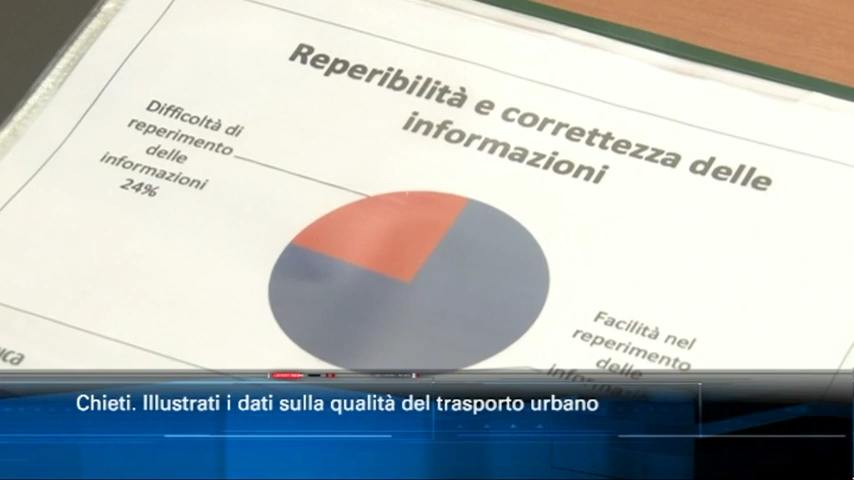 Reperibilità e correttezza delle
informazioni
Difficoltà di
reperimento
delle
informazioni
24%
Facilità nel
reperimento
delle
Chieti. Illustrati i dati sulla qualità del trasporto urbano